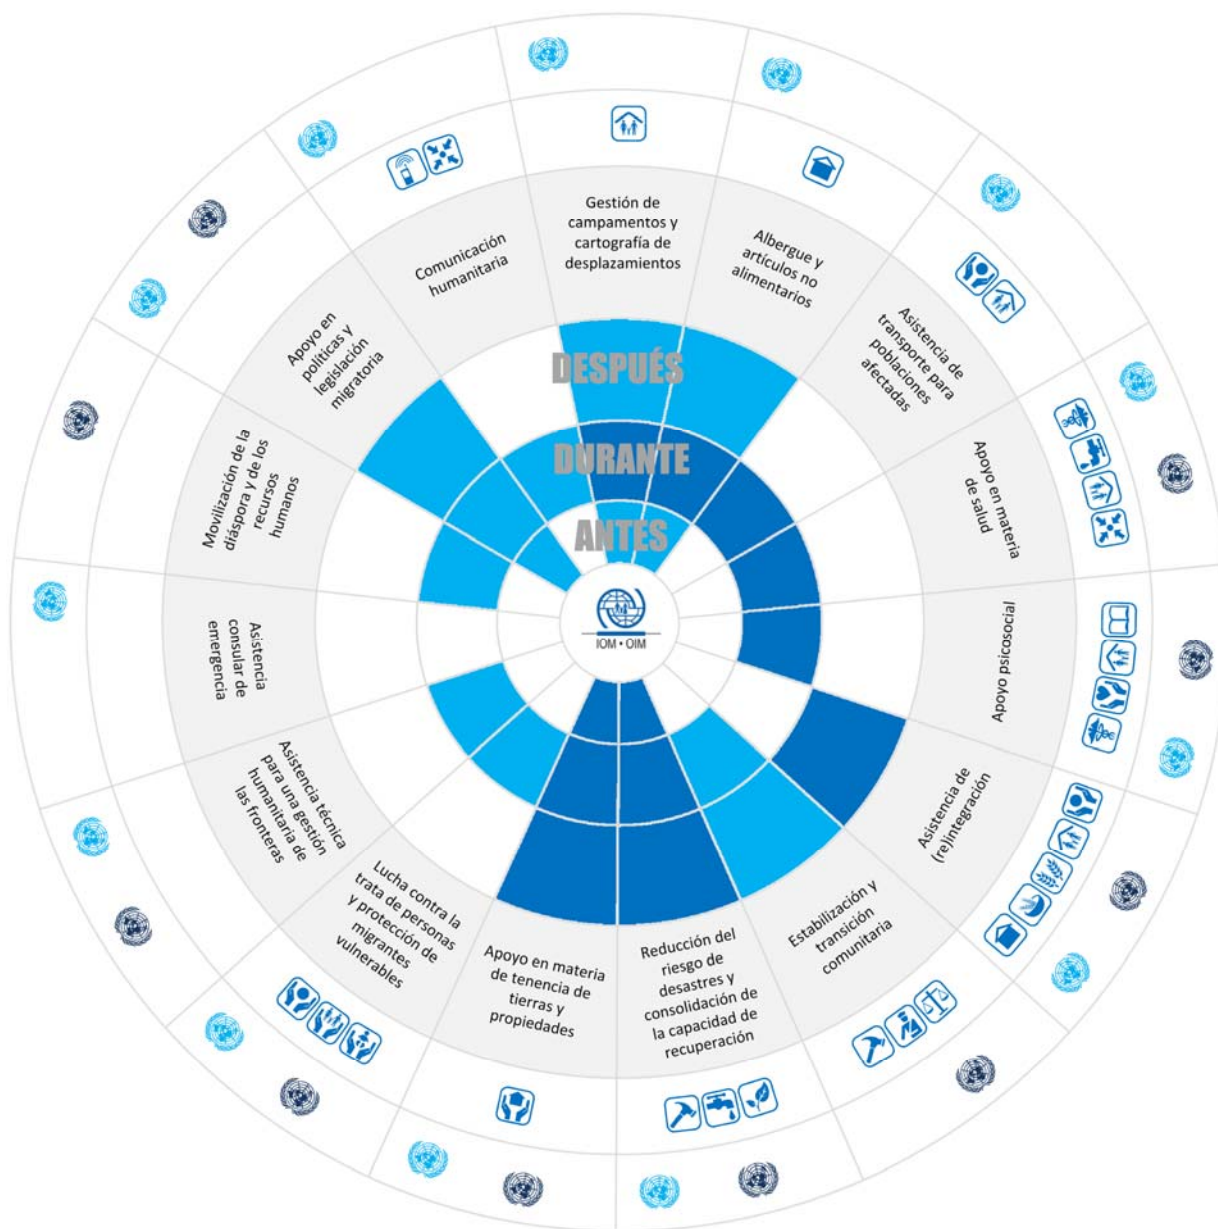 Gestión de
campamentos y
cartografía de
desplazamientos
Albergue y
artículos no
alimentarios
Asistencia de
transporte para
poblaciones
afectadas
Apoyo en materia
de salud
Apoyo psicosocial
Asistencia de
(re)integración
Estabilización y
transición
comunitaria
Reducción del
riesgo de
desastres y
consolidación de
la capacidad de
recuperación
Apoyo en materia
de tenencia de
tierras y
propiedades
Lucha contra la
trata de personas
y protección de
migrantes
vulnerables
Asistencia técnica
para una gestión
humanitaria de
las fronteras
Asistencia
consular de
emergencia
Movilización de la
diáspora y de los
recursos
humanos
Apoyo en
políticas y
legislación
migratoria
Comunicación
humanitaria
DESPUÉS
DURANTE
ANTES
IOM • OIM